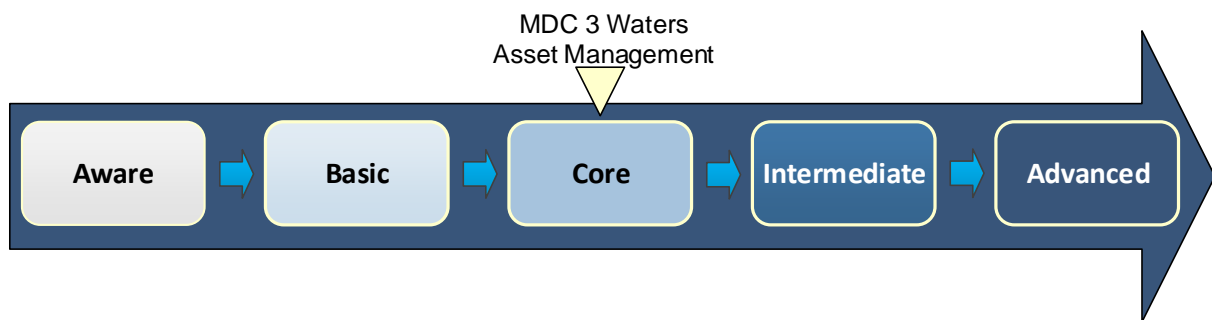 MDC 3 Waters
Asset Management
Aware
Basic
Core
Intermediate
Advanced